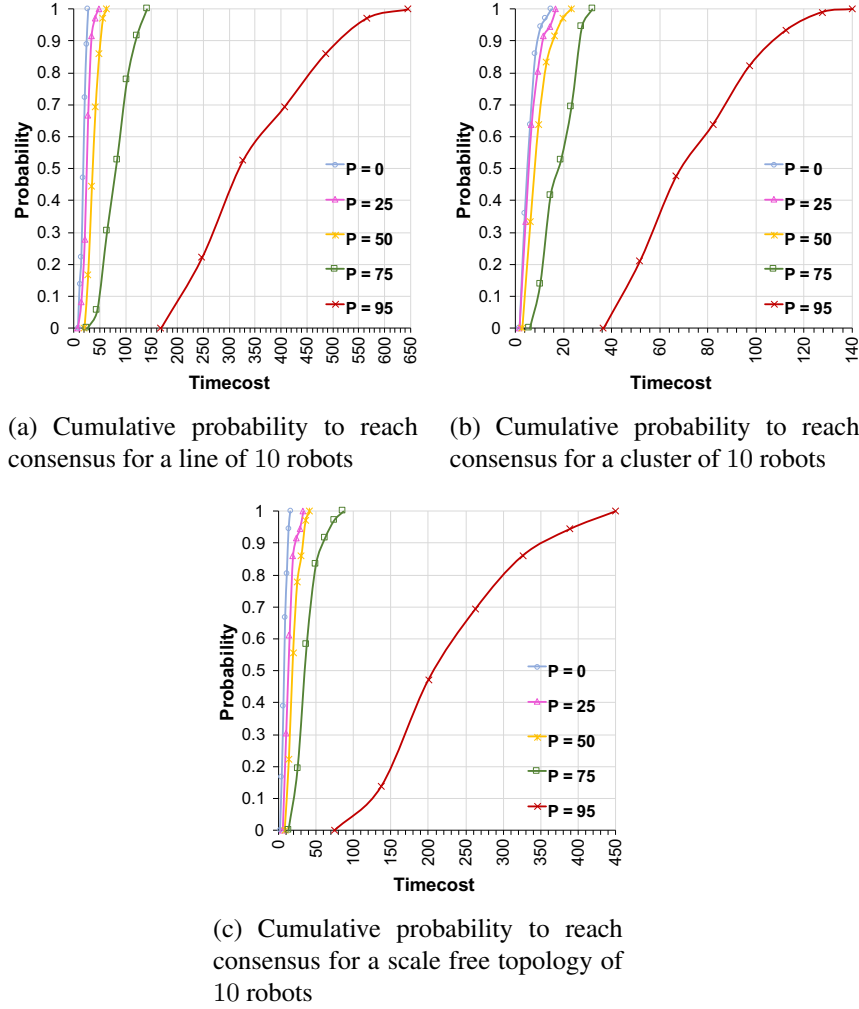 1
0.9
0.8
0.7
0.6
0.5
0.4
0.3
0.2
0.1
0
Probability
P = 0
P = 25
P = 50
P = 75
P = 95
0 50 100 150 200 250 300 350 400 450 500 550 600 650
Timecost
1
0.9
0.8
0.7
0.6
0.5
0.4
0.3
0.2
0.1
0
Probability
P = 0
P = 25
P = 50
P = 75
P = 95
0 20 40 60 80 100 120 140
Timecost
(a) Cumulative probability to reach
consensus for a line of 10 robots
(b) Cumulative probability to reach
consensus for a cluster of 10 robots
1
0.9
0.8
0.7
0.6
0.5
0.4
0.3
0.2
0.1
0
Probability
P = 0
P = 25
P = 50
P = 75
P = 95
0 50 100 150 200 250 300 350 400 450
Timecost
(c) Cumulative probability to reach
consensus for a scale free topology of
10 robots